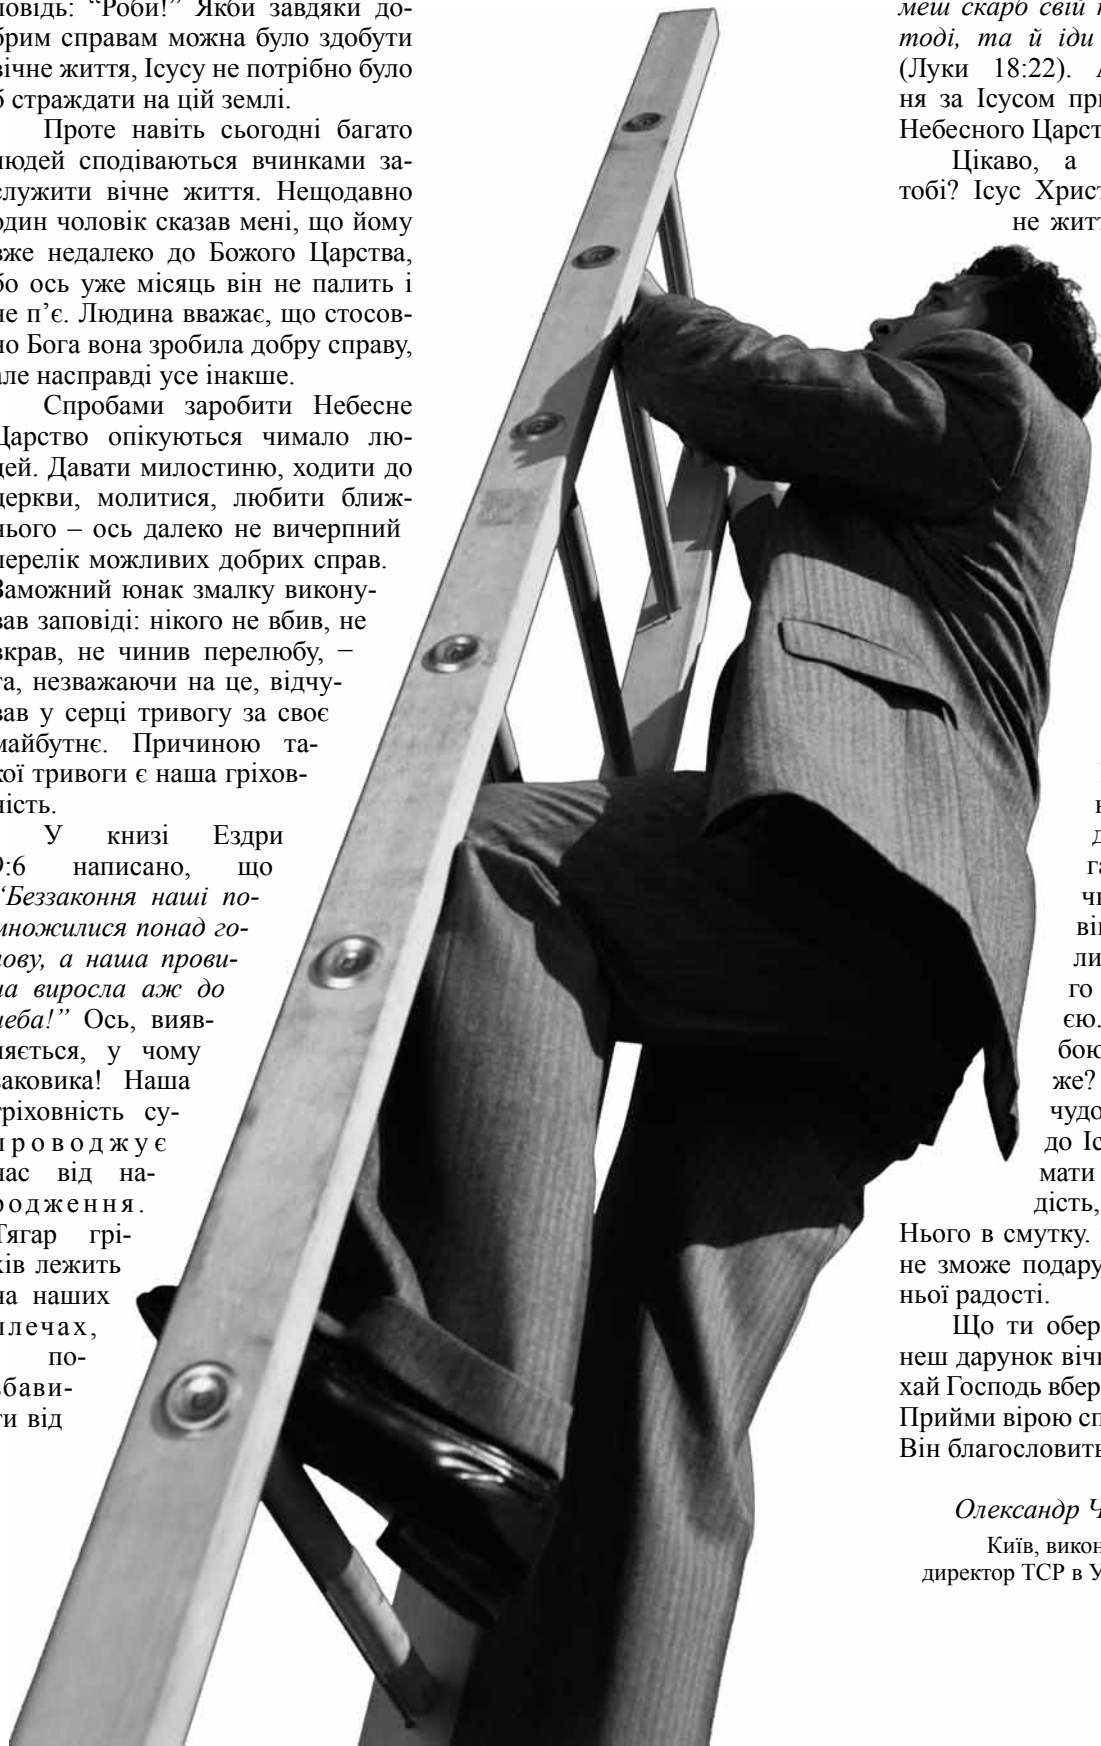 повідь: “Роби!” Якби завдяки до-
брим справам можна було здобути
вічне життя, Ісусу не потрібно було
б страждати на цій землі.
Проте навіть сьогодні багато
людей сподіваються вчинками за-
служити вічне життя. Нещодавно
один чоловік сказав мені, що йому
вже недалеко до Божого Царства,
бо ось уже місяць він не палить і
не п’є. Людина вважає, що стосов-
но Бога вона зробила добру справу,
але насправді усе інакше.
Спробами заробити Небесне
Царство опікуються чимало лю-
дей. Давати милостиню, ходити до
церкви, молитися, любити ближ-
нього – ось далеко не вичерпний
перелік можливих добрих справ.
Заможний юнак змалку викону-
вав заповіді: нікого не вбив, не
вкрав, не чинив перелюбу, –
та, незважаючи на це, відчу-
вав у серці тривогу за своє
майбутнє. Причиною та-
кої тривоги є наша гріхов-
ність.
У книзі Ездри
9:6 написано, що
“Беззаконня наші по-
множилися понад го-
лову, а наша прови-
на виросла аж до
неба!” Ось, вияв-
ляється, у чому
заковика! Наша
гріховність су-
проводжує
нас від на-
родження.
Тягар грі-
хів лежить
на наших
плечах,
по-
збави-
ти від
меш скарб свій
тоді, та й іди
(Луки 18:22).
ня за Ісусом
Небесного
Цікаво, а
тобі? Ісус
не
го
єю.
же?
до
мати
дість,
Нього в смутку.
не зможе
ньої радості.
Що ти
неш дарунок
хай Господь
Прийми вірою
Він благословить
Олександр
Київ,
директор ТСР в